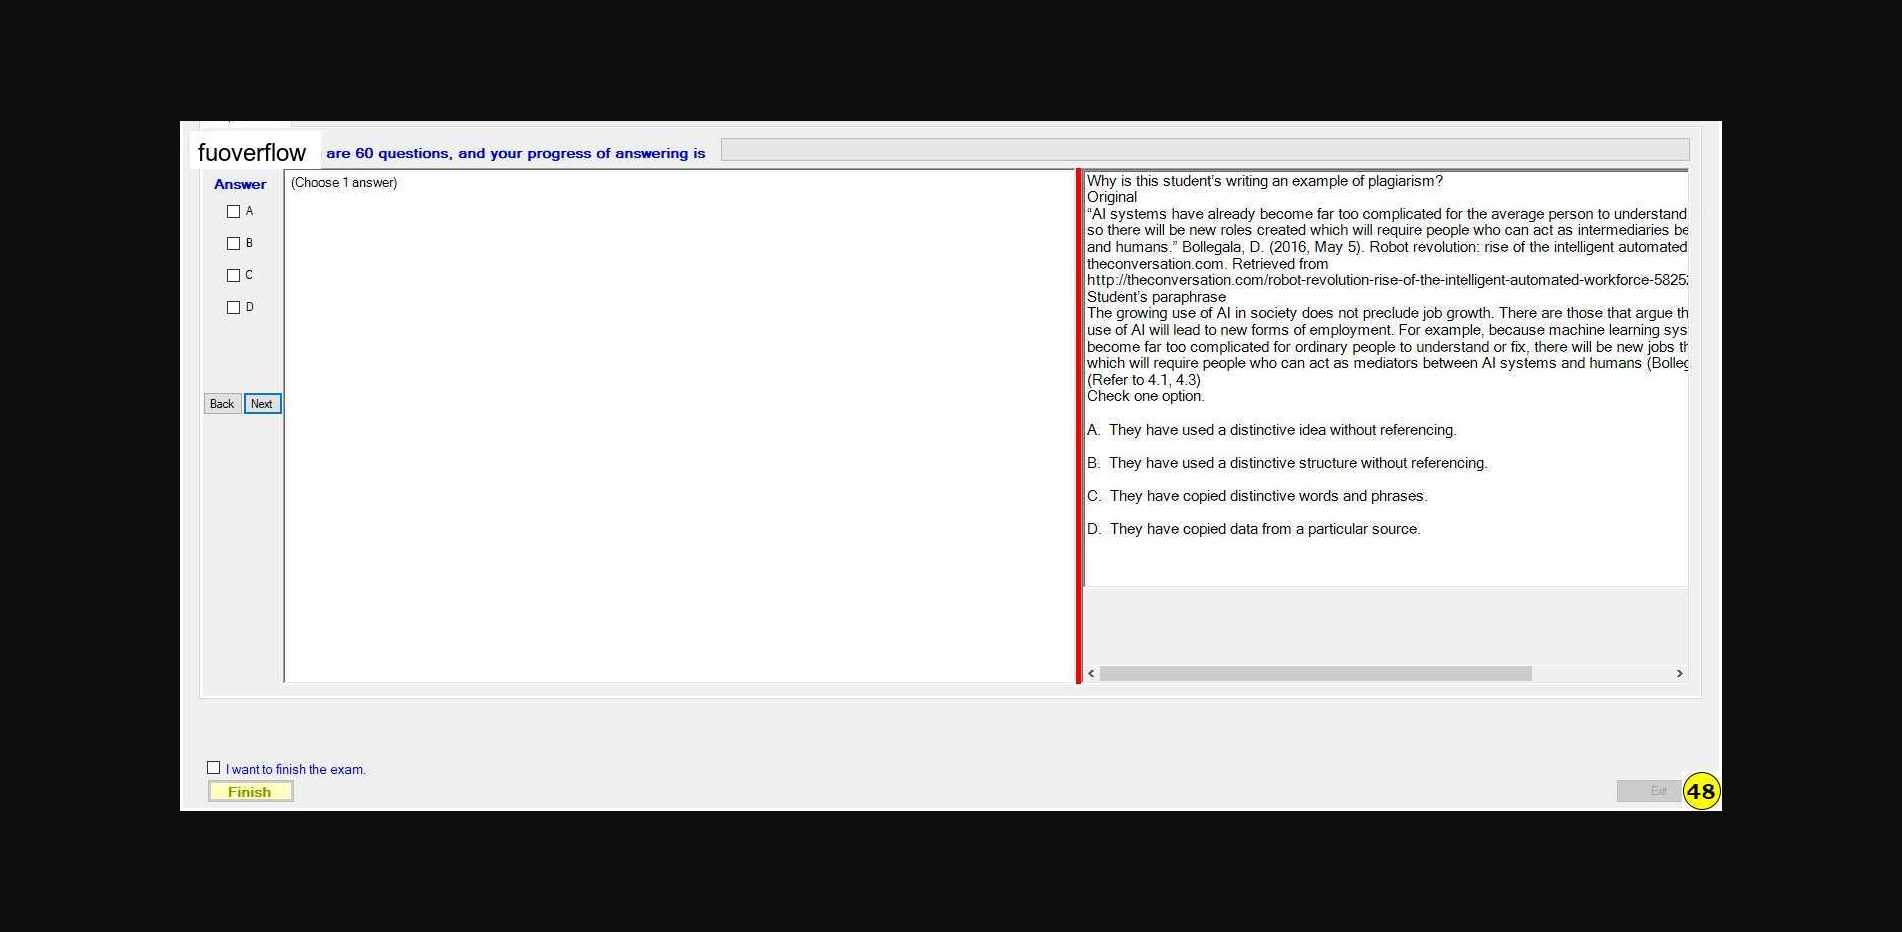 fuoverflow are 60 questions, and your progress of answering is
Answer
A
B
C
D
Back Next
(Choose 1 answer)
Why is this student's writing an example of plagiarism?
Original
“AI systems have already become far too complicated for the average person to understand
so there will be new roles created which will require people who can act as intermediaries be
and humans.” Bollegala, D. (2016, May 5). Robot revolution: rise of the intelligent automated
theconversation.com. Retrieved from
http://theconversation.com/robot-revolution-rise-of-the-intelligent-automated-workforce-5825
Student's paraphrase
The growing use of AI in society does not preclude job growth. There are those that argue th
use of AI will lead to new forms of employment. For example, because machine learning sys
become far too complicated for ordinary people to understand or fix, there will be new jobs th
which will require people who can act as mediators between AI systems and humans (Bolleg
(Refer to 4.1, 4.3)
Check one option.
A. They have used a distinctive idea without referencing.
B. They have used a distinctive structure without referencing.
C. They have copied distinctive words and phrases.
D. They have copied data from a particular source.
I want to finish the exam.
Finish
Exit
48